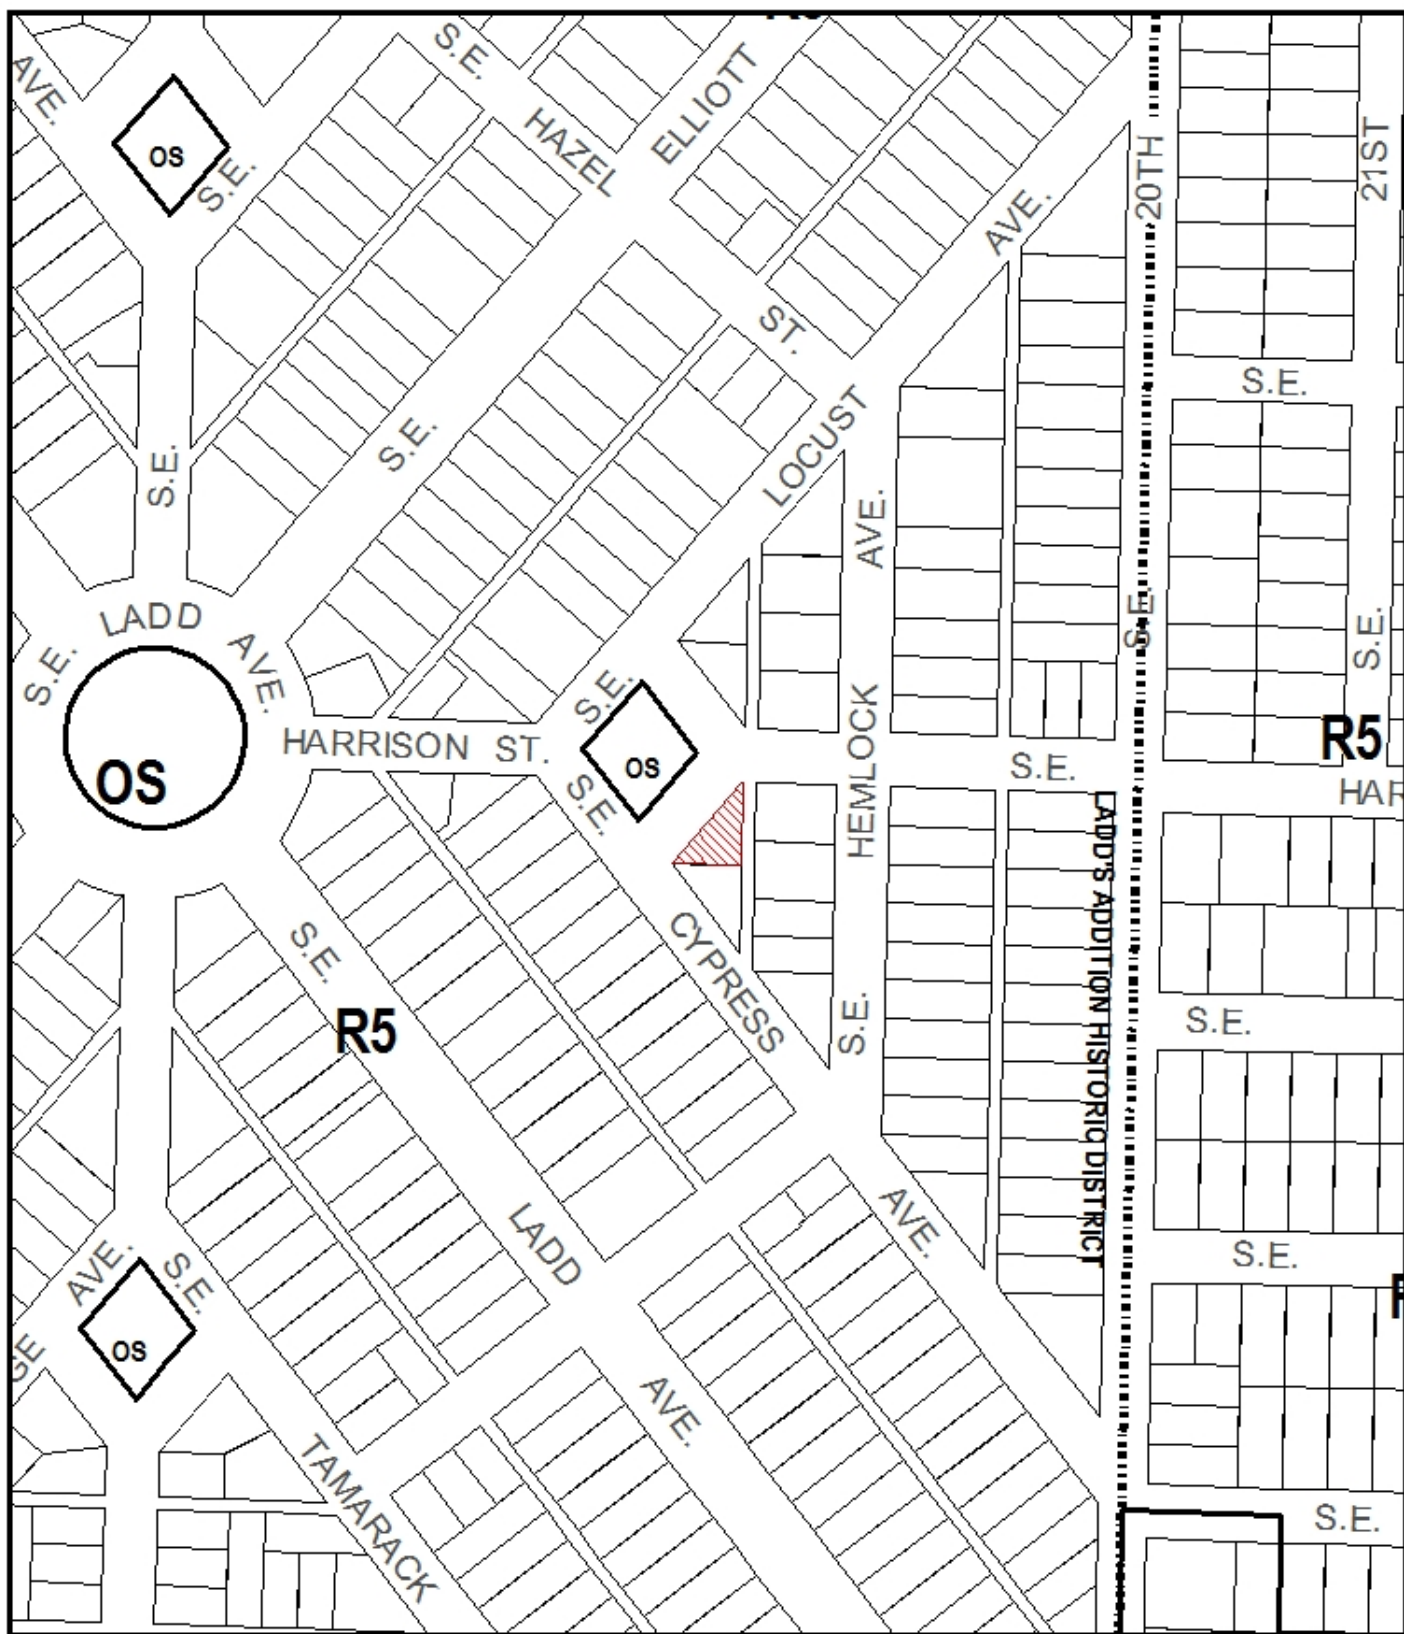 S.E.
AVE.
HAZEL
ELLIOTT
OS
S.E.
20TH
21ST
AVE.
ST.
S.E.
LOCUST
S.E.
S.E.
AVE.
LADD
AVE.
S.E.
S.E.
S.E.
S.E.
HARRISON ST.
OS
OS
S.E.
HEMLOCK
S.E.
R5
HAR
LADD'S ADDITION HISTORIC DISTRICT
S.E.
CYPRESS
S.E.
R5
S.E.
AVE.
LADD
AVE.
S.E.
S.E.
OS
GE
AVE.
TAMARACK
S.E.